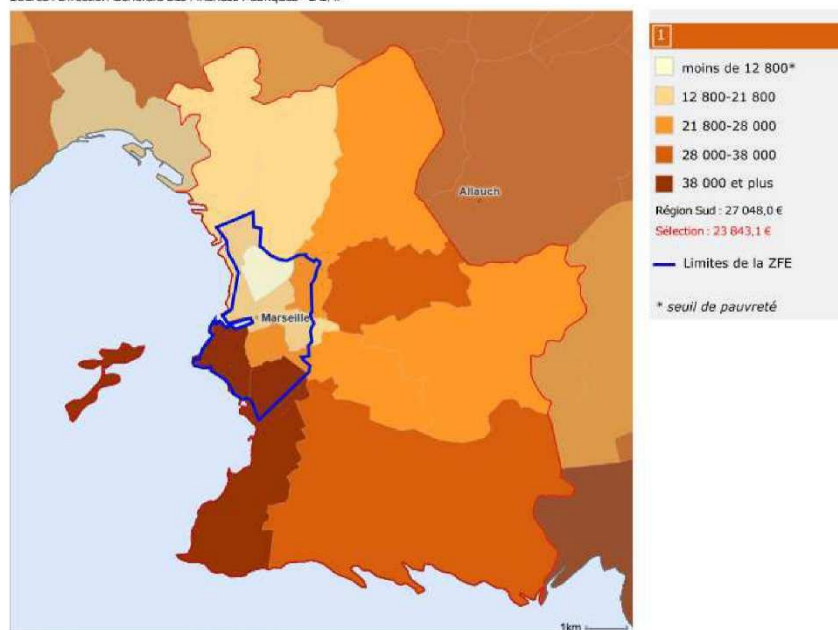 1
moins de 12 800*
12 800-21 800
21 800-28 000
28 000-38 000
38 000 et plus
Région Sud : 27 048,0 €
Sélection : 23 843,1 €
Limites de la ZFE
* seuil de pauvreté
Allauch
Marseille
1km